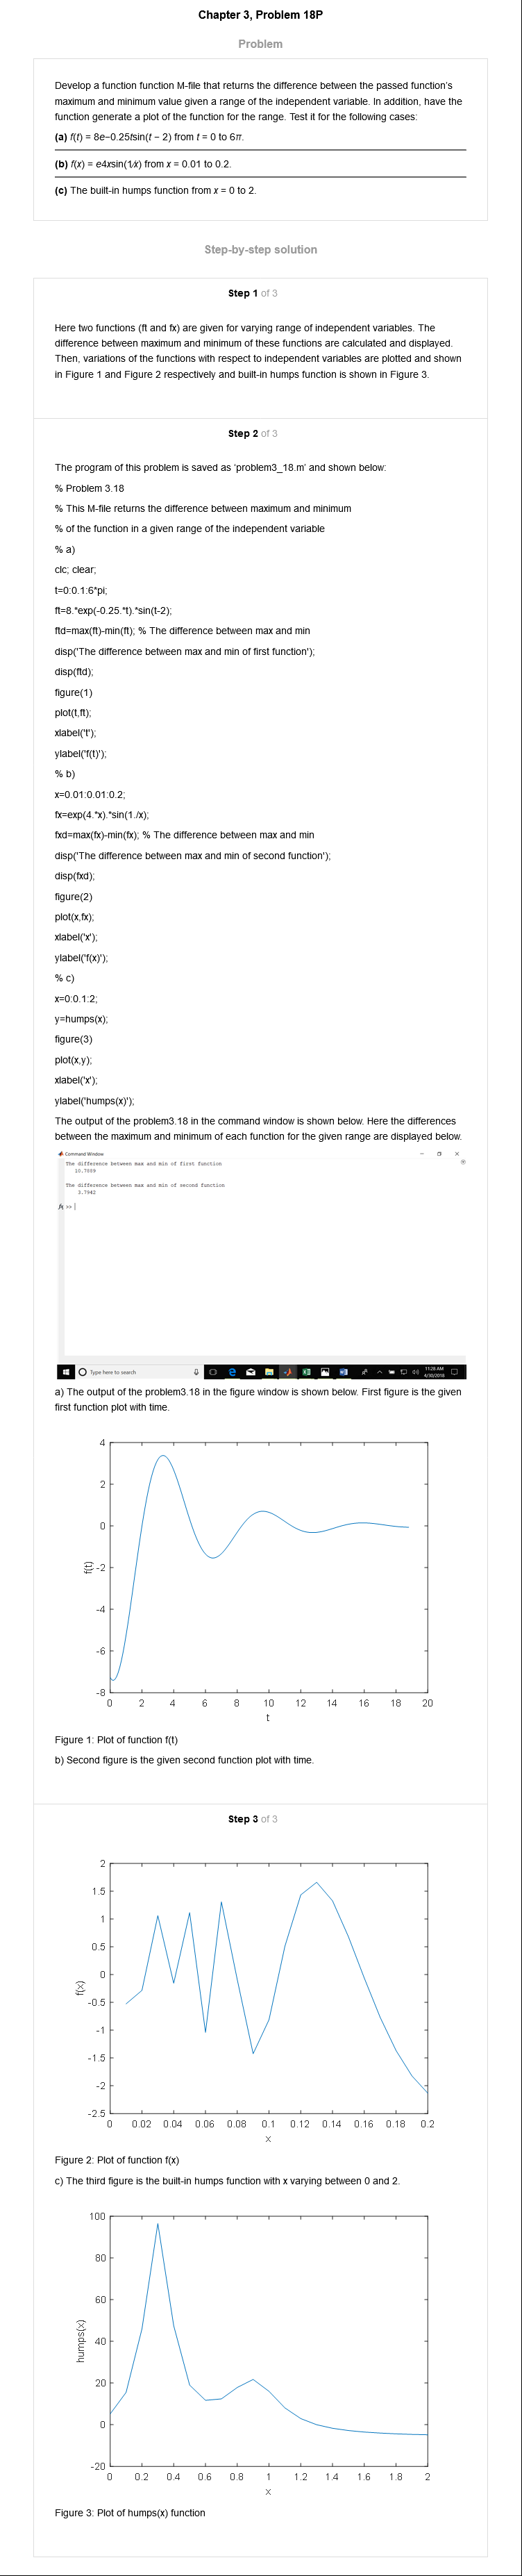 Chapter 3, Problem 18P
Problem
Develop a function function M-file that returns the difference between the passed function's
maximum and minimum value given a range of the independent variable. In addition, have the
function generate a plot of the function for the range. Test it for the following cases:
(a) f(t) = 8e−0.25tsin(t − 2) from t = 0 to 6π.
(b) f(x) = e4xsin(1⁄x) from x = 0.01 to 0.2.
(c) The built-in humps function from x = 0 to 2.
Step-by-step solution
Step 1 of 3
Here two functions (ft and fx) are given for varying range of independent variables. The
difference between maximum and minimum of these functions are calculated and displayed.
Then, variations of the functions with respect to independent variables are plotted and shown
in Figure 1 and Figure 2 respectively and built-in humps function is shown in Figure 3.
Step 2 of 3
The program of this problem is saved as 'problem3_18.m' and shown below:
% Problem 3.18
% This M-file returns the difference between maximum and minimum
% of the function in a given range of the independent variable
% a)
clc; clear;
t=0:0.1:6*pi;
ft=8.*exp(-0.25.*t).*sin(t-2);
ftd=max(ft)-min(ft); % The difference between max and min
disp('The difference between max and min of first function');
disp(ftd);
figure(1)
plot(t,ft);
xlabel('t');
ylabel('f(t)');
% b)
x=0.01:0.01:0.2;
fx=exp(4.*x).*sin(1./x);
fxd=max(fx)-min(fx); % The difference between max and min
disp('The difference between max and min of second function');
disp(fxd);
figure(2)
plot(x,fx);
xlabel('x');
ylabel('f(x)');
% c)
x=0:0.1:2;
y=humps(x);
figure(3)
plot(x,y);
xlabel('x');
ylabel('humps(x)');
The output of the problem3.18 in the command window is shown below. Here the differences
between the maximum and minimum of each function for the given range are displayed below.
Command Window
The difference between max and min of first function
10.7009
The difference between max and min of second function
3.7942
fx >>
Type here to search
11:28 AM
4/30/2018
a) The output of the problem3.18 in the figure window is shown below. First figure is the given
first function plot with time.
4
2
0
-2
-4
-6
-8
f(t)
0 2 4 6 8 10 12 14 16 18 20
t
Figure 1: Plot of function f(t)
b) Second figure is the given second function plot with time.
Step 3 of 3
2
1.5
1
0.5
0
-0.5
-1
-1.5
-2
-2.5
f(x)
0 0.02 0.04 0.06 0.08 0.1 0.12 0.14 0.16 0.18 0.2
x
Figure 2: Plot of function f(x)
c) The third figure is the built-in humps function with x varying between 0 and 2.
100
80
60
40
20
0
-20
humps(x)
0 0.2 0.4 0.6 0.8 1 1.2 1.4 1.6 1.8 2
x
Figure 3: Plot of humps(x) function